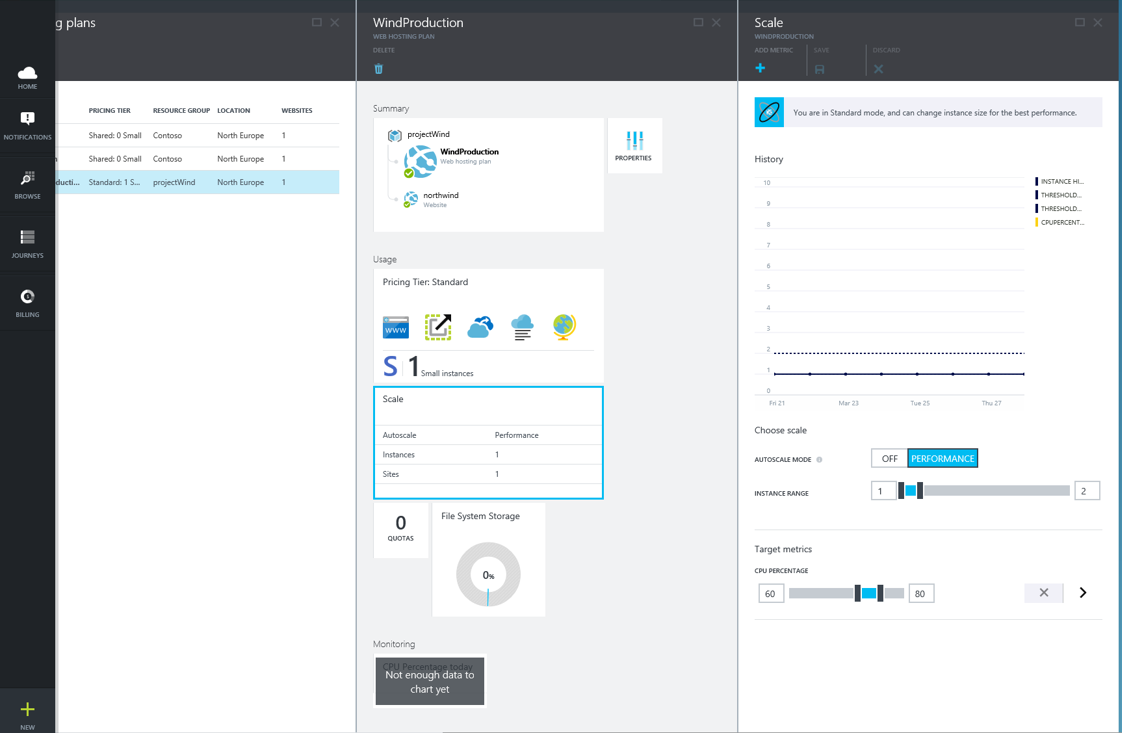 HOME
NOTIFICATIONS
BROWSE
JOURNEYS
BILLING
NEW
g plans
PRICING TIER RESOURCE GROUP LOCATION WEBSITES
Shared: 0 Small Contoso North Europe 1
Shared: 0 Small Contoso North Europe 1
ducti... Standard: 1 S... projectWind North Europe 1
WindProduction
WEB HOSTING PLAN
DELETE
Summary
projectWind
WindProduction
Web hosting plan
northwind
Website
PROPERTIES
Usage
Pricing Tier: Standard
WWW
S 1 Small instances
Scale
Autoscale Performance
Instances 1
Sites 1
0
QUOTAS
File System Storage
0%
Monitoring
CPU Percentage today
Not enough data to
chart yet
Scale
WINDPRODUCTION
ADD METRIC SAVE DISCARD
You are in Standard mode, and can change instance size for the best performance.
History
10
9
8
7
6
5
4
3
2
1
0
Fri 21 Mar 23 Tue 25 Thu 27
INSTANCE HI...
THRESHOLD...
THRESHOLD...
CPUPERCENT...
Choose scale
AUTOSCALE MODE OFF PERFORMANCE
INSTANCE RANGE 1 2
Target metrics
CPU PERCENTAGE
60 80